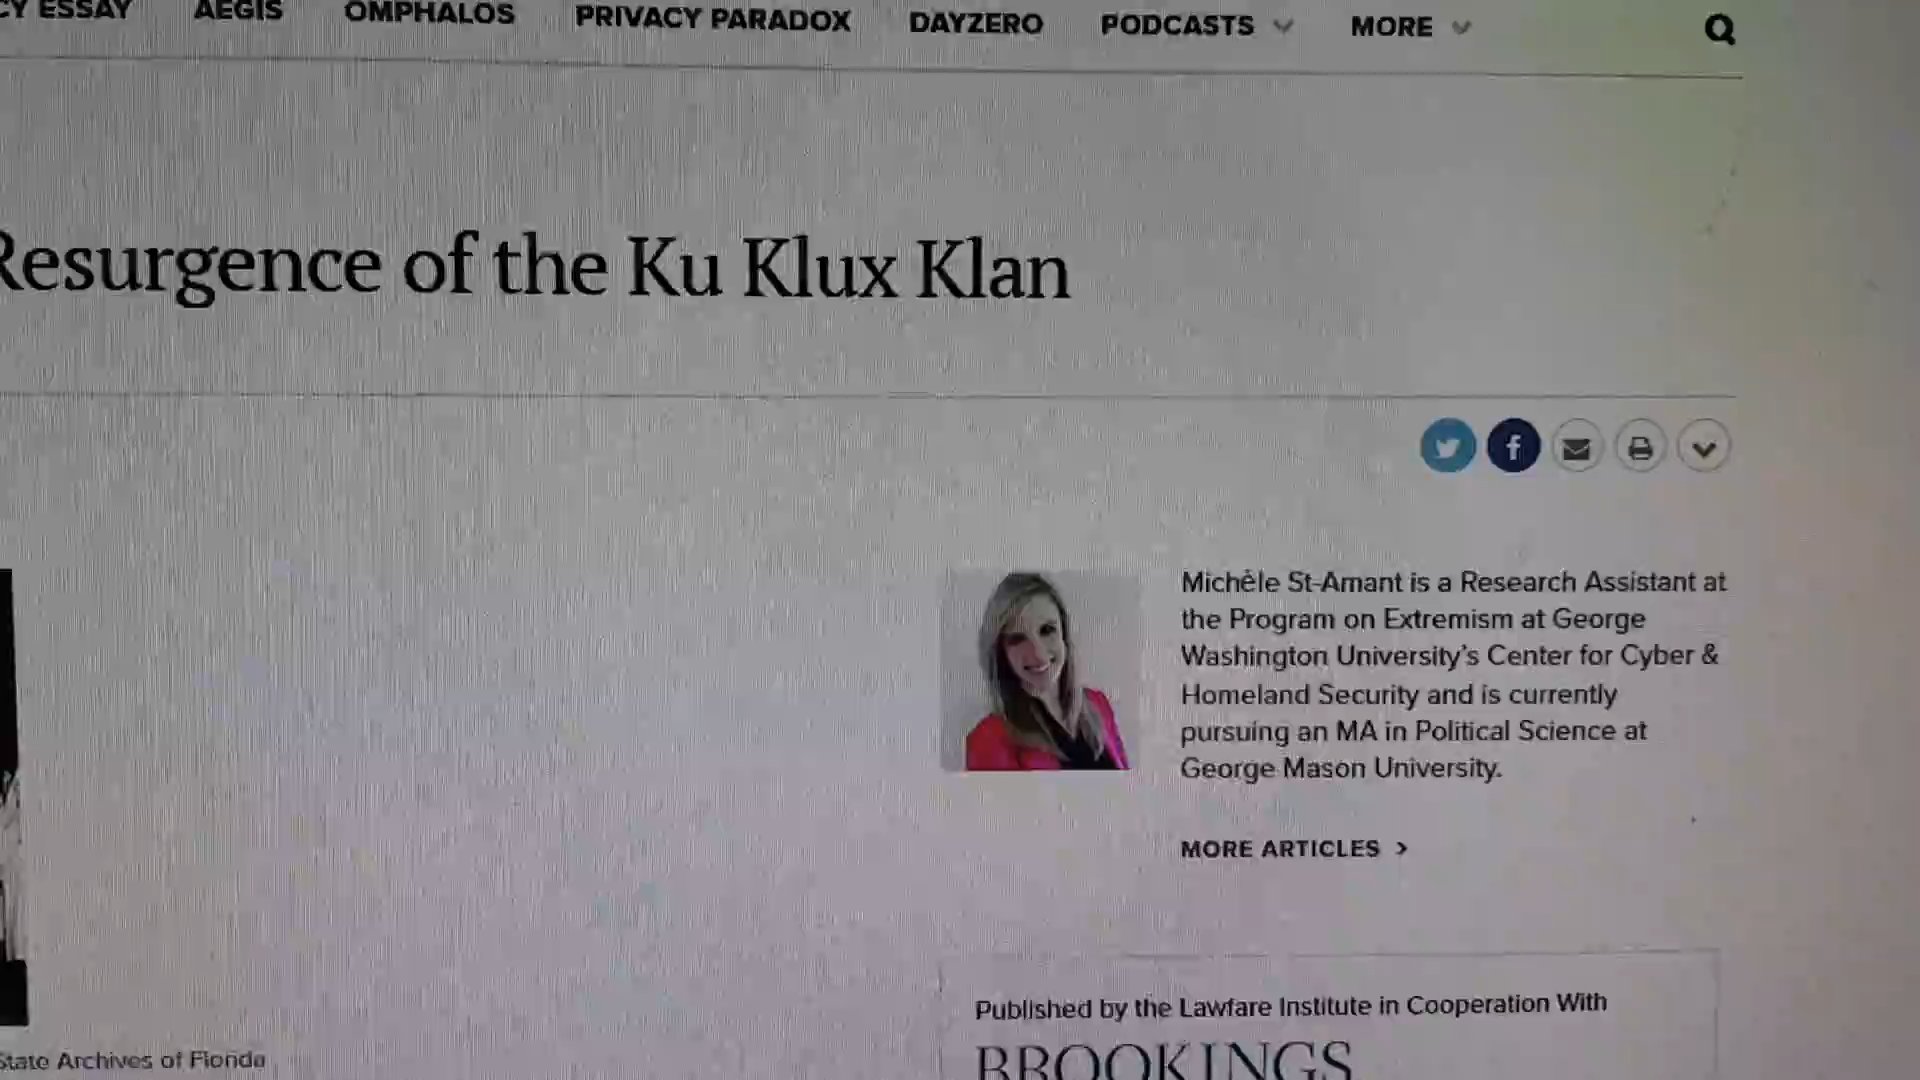 CY ESSAY AEGIS OMPHALOS PRIVACY PARADOX DAYZERO PODCASTS MORE
Resurgence of the Ku Klux Klan
Michèle St-Amant is a Research Assistant at
the Program on Extremism at George
Washington University's Center for Cyber &
Homeland Security and is currently
pursuing an MA in Political Science at
George Mason University.
MORE ARTICLES >
Published by the Lawfare Institute in Cooperation With
BROOKINGS
State Archives of Florida